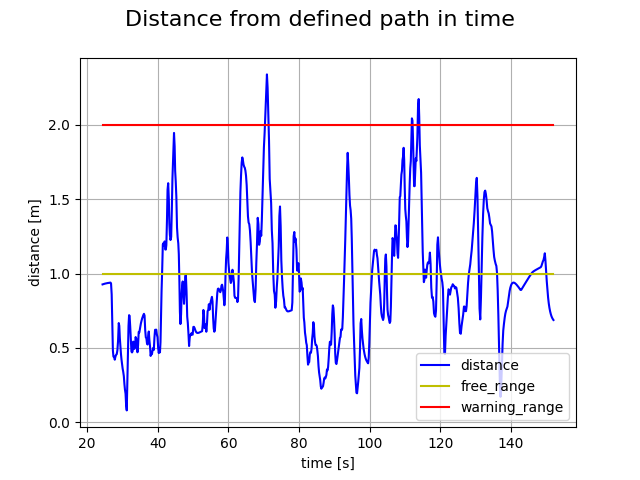 Distance from defined path in time
distance [m]
2.0
1.5
1.0
0.5
0.0
20 40 60 80 100 120 140
time [s]
distance
free_range
warning_range